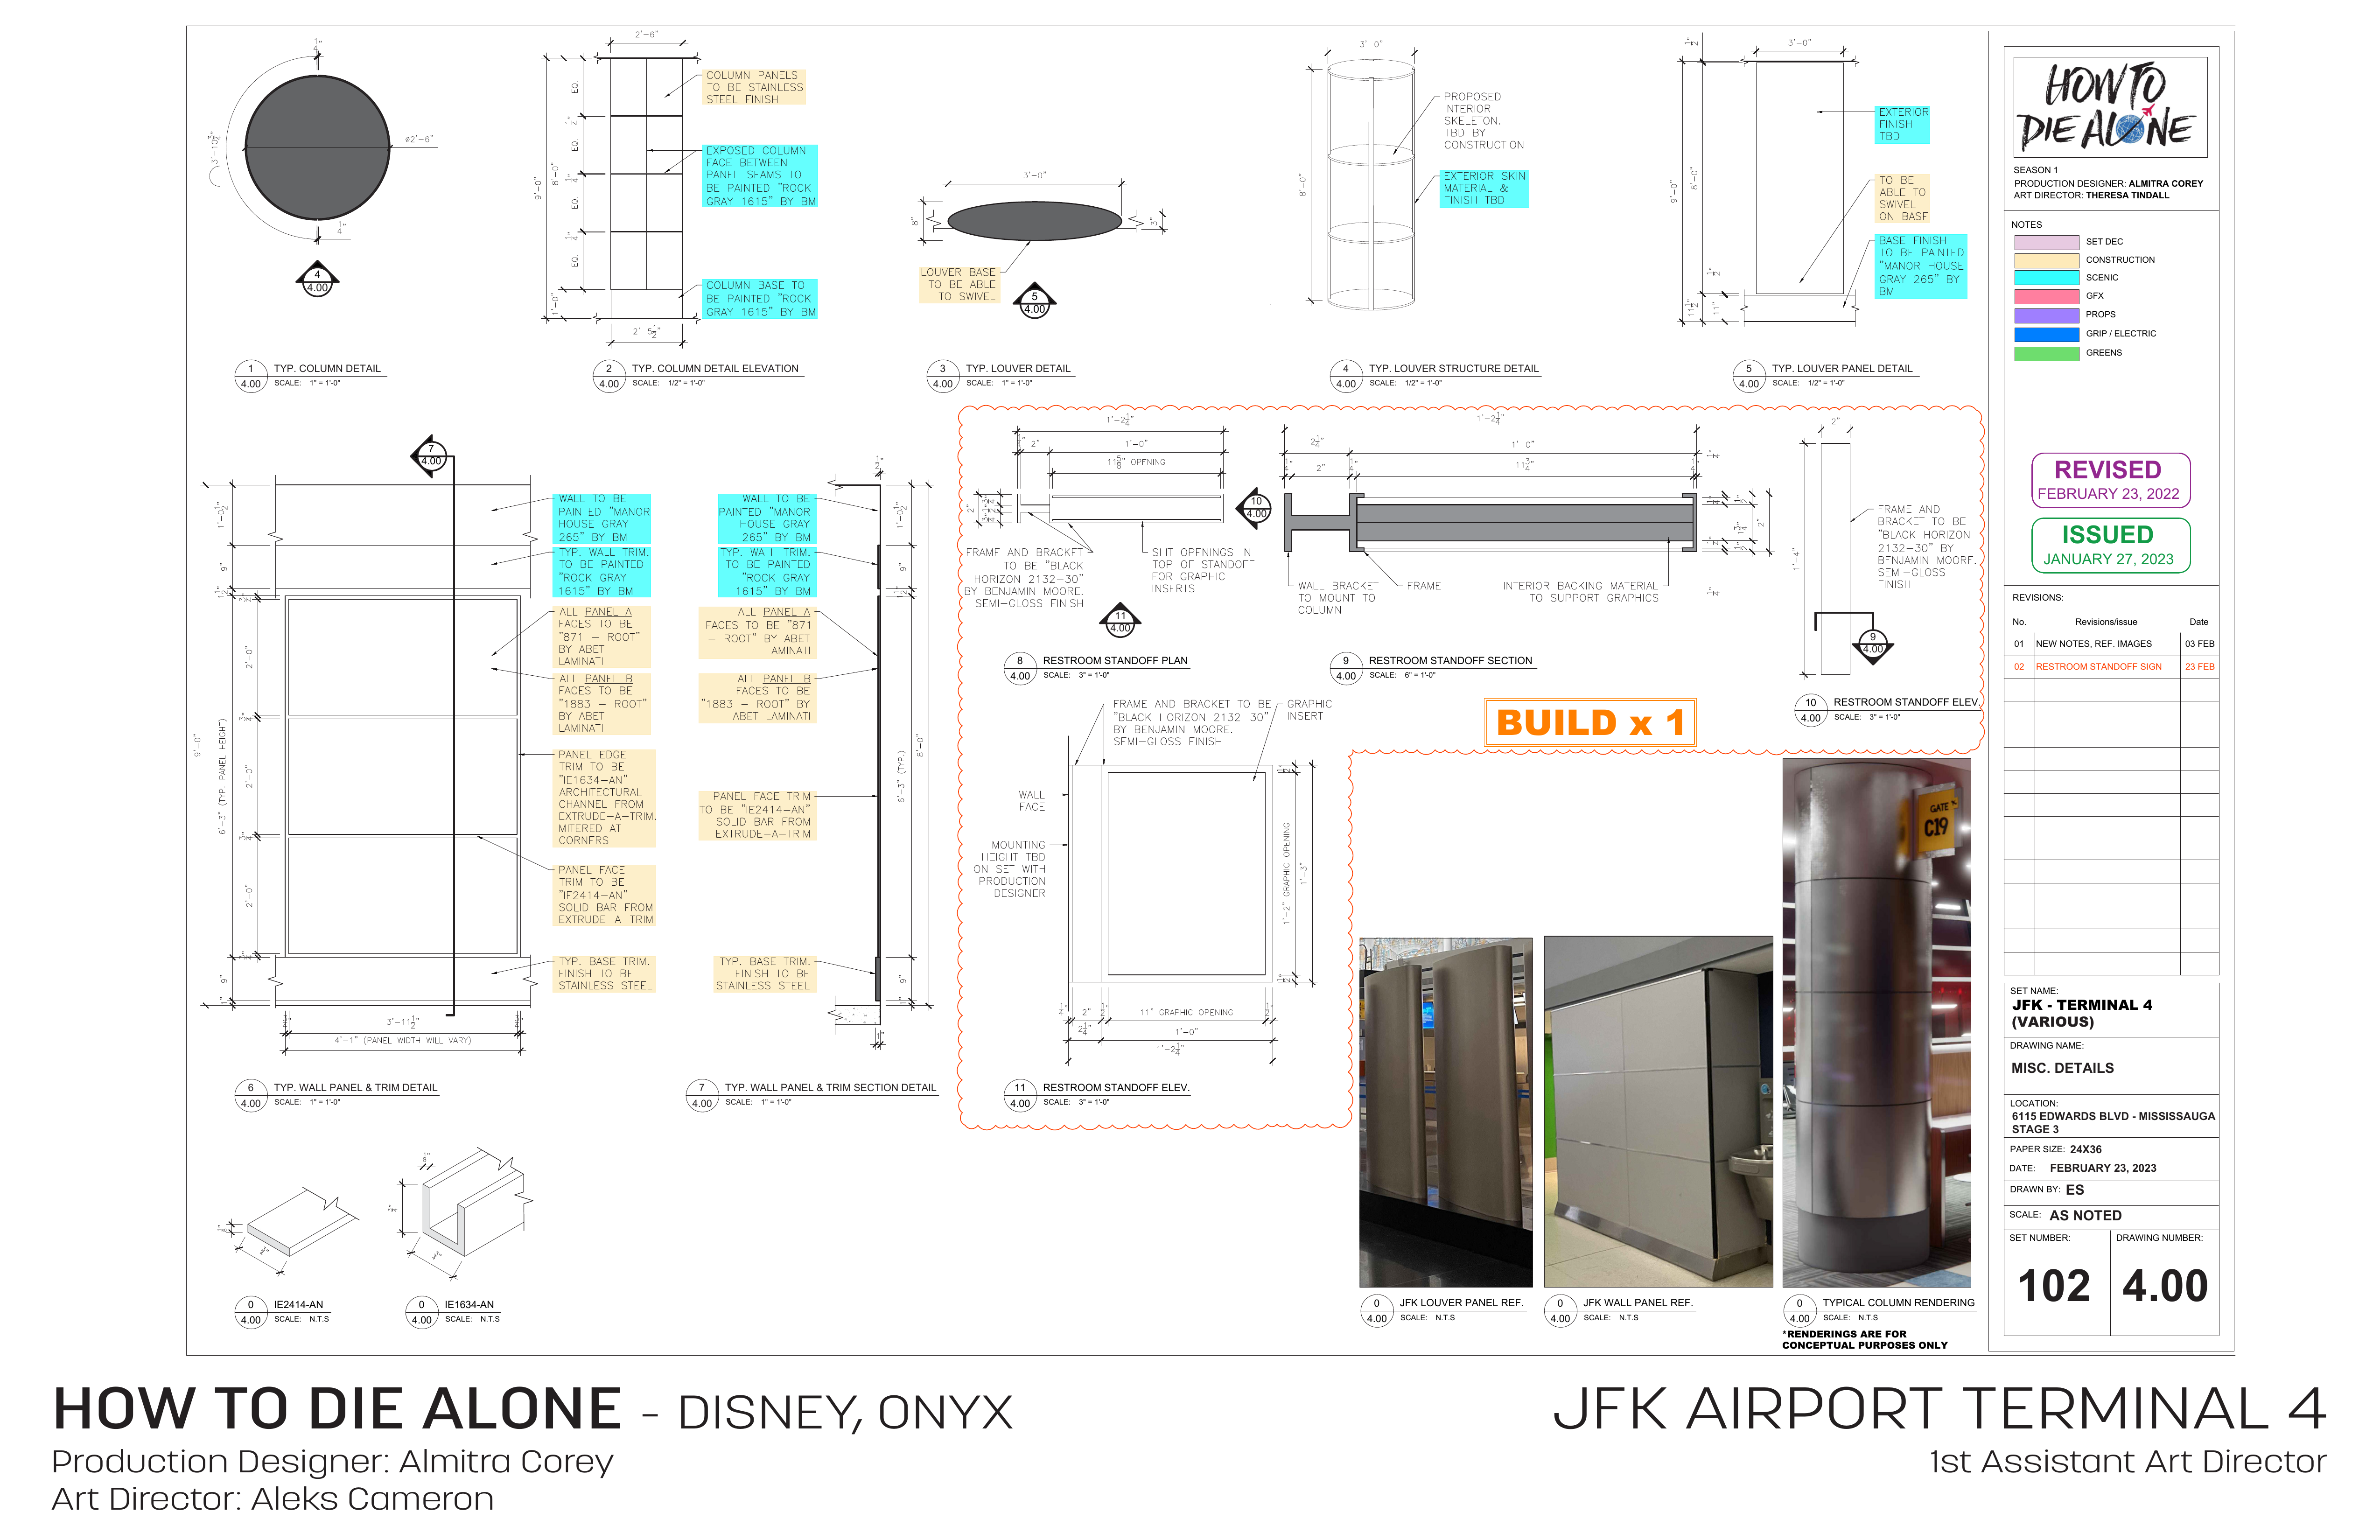 1/2"
3'-10 3/4"
ø2'-6"
1/2"
4
4.00
1
4.00
TYP. COLUMN DETAIL
SCALE: 1" = 1'-0"
2'-6"
EQ.
1/2"
EQ.
1/2"
EQ.
1/2"
EQ.
8'-0"
9'-0"
1'-0"
2'-5 1/2"
COLUMN PANELS
TO BE STAINLESS
STEEL FINISH
EXPOSED COLUMN
FACE BETWEEN
PANEL SEAMS TO
BE PAINTED "ROCK
GRAY 1615" BY BM
COLUMN BASE TO
BE PAINTED "ROCK
GRAY 1615" BY BM
2
4.00
TYP. COLUMN DETAIL ELEVATION
SCALE: 1/2" = 1'-0"
3'-0"
8"
3"
LOUVER BASE
TO BE ABLE
TO SWIVEL
5
4.00
3
4.00
TYP. LOUVER DETAIL
SCALE: 1" = 1'-0"
3'-0"
8'-0"
PROPOSED
INTERIOR
SKELETON.
TBD BY
CONSTRUCTION
EXTERIOR SKIN
MATERIAL &
FINISH TBD
4
4.00
TYP. LOUVER STRUCTURE DETAIL
SCALE: 1/2" = 1'-0"
1/2"
3'-0"
9'-0"
8'-0"
1/2"
11 1/2"
11"
EXTERIOR
FINISH
TBD
TO BE
ABLE TO
SWIVEL
ON BASE
BASE FINISH
TO BE PAINTED
"MANOR HOUSE
GRAY 265" BY
BM
5
4.00
TYP. LOUVER PANEL DETAIL
SCALE: 1/2" = 1'-0"
7
4.00
1'-0 1/2"
9"
9'-0"
6'-3" (TYP. PANEL HEIGHT)
2'-0"
2'-0"
2'-0"
9"
3'-11 1/2"
4'-1" (PANEL WIDTH WILL VARY)
WALL TO BE
PAINTED "MANOR
HOUSE GRAY
265" BY BM
TYP. WALL TRIM.
TO BE PAINTED
"ROCK GRAY
1615" BY BM
ALL PANEL A
FACES TO BE
"871 – ROOT"
BY ABET
LAMINATI
ALL PANEL B
FACES TO BE
"1883 – ROOT"
BY ABET
LAMINATI
PANEL EDGE
TRIM TO BE
"IE1634–AN"
ARCHITECTURAL
CHANNEL FROM
EXTRUDE–A–TRIM.
MITERED AT
CORNERS
PANEL FACE
TRIM TO BE
"IE2414–AN"
SOLID BAR FROM
EXTRUDE–A–TRIM
TYP. BASE TRIM.
FINISH TO BE
STAINLESS STEEL
6
4.00
TYP. WALL PANEL & TRIM DETAIL
SCALE: 1" = 1'-0"
WALL TO BE
PAINTED "MANOR
HOUSE GRAY
265" BY BM
TYP. WALL TRIM.
TO BE PAINTED
"ROCK GRAY
1615" BY BM
ALL PANEL A
FACES TO BE "871
– ROOT" BY ABET
LAMINATI
ALL PANEL B
FACES TO BE
"1883 – ROOT" BY
ABET LAMINATI
PANEL FACE TRIM
TO BE "IE2414–AN"
SOLID BAR FROM
EXTRUDE–A–TRIM
TYP. BASE TRIM.
FINISH TO BE
STAINLESS STEEL
1'-0 1/2"
9"
6'-3" (TYP.)
8'-0"
9"
7
4.00
TYP. WALL PANEL & TRIM SECTION DETAIL
SCALE: 1" = 1'-0"
1'-2 1/4"
2"
1'-0"
11 5/8" OPENING
2"
10
4.00
FRAME AND BRACKET
TO BE "BLACK
HORIZON 2132–30"
BY BENJAMIN MOORE.
SEMI–GLOSS FINISH
SLIT OPENINGS IN
TOP OF STANDOFF
FOR GRAPHIC
INSERTS
11
4.00
8
4.00
RESTROOM STANDOFF PLAN
SCALE: 3" = 1'-0"
1'-2 1/4"
2 1/4"
1'-0"
2"
11 3/4"
2"
WALL BRACKET
TO MOUNT TO
COLUMN
FRAME
INTERIOR BACKING MATERIAL
TO SUPPORT GRAPHICS
9
4.00
RESTROOM STANDOFF SECTION
SCALE: 6" = 1'-0"
2"
1'-4"
FRAME AND
BRACKET TO BE
"BLACK HORIZON
2132–30" BY
BENJAMIN MOORE.
SEMI–GLOSS
FINISH
9
4.00
10
4.00
RESTROOM STANDOFF ELEV.
SCALE: 3" = 1'-0"
BUILD x 1
FRAME AND BRACKET TO BE
"BLACK HORIZON 2132–30"
BY BENJAMIN MOORE.
SEMI–GLOSS FINISH
GRAPHIC
INSERT
WALL
FACE
MOUNTING
HEIGHT TBD
ON SET WITH
PRODUCTION
DESIGNER
1'-2" GRAPHIC OPENING
1'-3"
2"
11" GRAPHIC OPENING
2 1/4"
1'-0"
1'-2 1/4"
11
4.00
RESTROOM STANDOFF ELEV.
SCALE: 3" = 1'-0"
0
4.00
IE2414-AN
SCALE: N.T.S
0
4.00
IE1634-AN
SCALE: N.T.S
GATE
C19
0
4.00
JFK LOUVER PANEL REF.
SCALE: N.T.S
0
4.00
JFK WALL PANEL REF.
SCALE: N.T.S
0
4.00
TYPICAL COLUMN RENDERING
SCALE: N.T.S
*RENDERINGS ARE FOR
CONCEPTUAL PURPOSES ONLY
HOW TO
DIE ALONE
SEASON 1
PRODUCTION DESIGNER: ALMITRA COREY
ART DIRECTOR: THERESA TINDALL
NOTES
SET DEC
CONSTRUCTION
SCENIC
GFX
PROPS
GRIP / ELECTRIC
GREENS
REVISED
FEBRUARY 23, 2022
ISSUED
JANUARY 27, 2023
REVISIONS:
No. Revisions/issue Date
01 NEW NOTES, REF. IMAGES 03 FEB
02 RESTROOM STANDOFF SIGN 23 FEB
SET NAME:
JFK - TERMINAL 4
(VARIOUS)
DRAWING NAME:
MISC. DETAILS
LOCATION:
6115 EDWARDS BLVD - MISSISSAUGA
STAGE 3
PAPER SIZE: 24X36
DATE: FEBRUARY 23, 2023
DRAWN BY: ES
SCALE: AS NOTED
SET NUMBER: DRAWING NUMBER:
102 4.00
HOW TO DIE ALONE - DISNEY, ONYX
Production Designer: Almitra Corey
Art Director: Aleks Cameron
JFK AIRPORT TERMINAL 4
1st Assistant Art Director